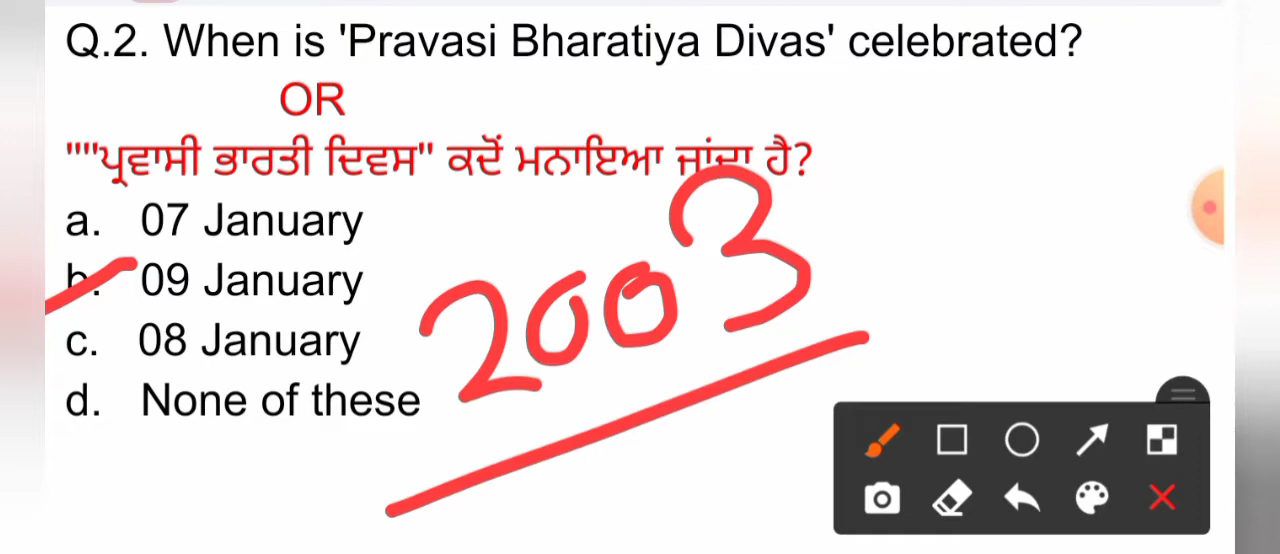 Q.2. When is 'Pravasi Bharatiya Divas' celebrated?
OR
""''ਪ੍ਰਵਾਸੀ ਭਾਰਤੀ ਦਿਵਸ" ਕਦੋਂ ਮਨਾਇਆ ਜਾਂਦਾ ਹੈ?
a. 07 January
b. 09 January
c. 08 January
d. None of these
2003